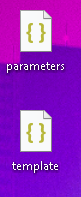 { }
parameters
{ }
template